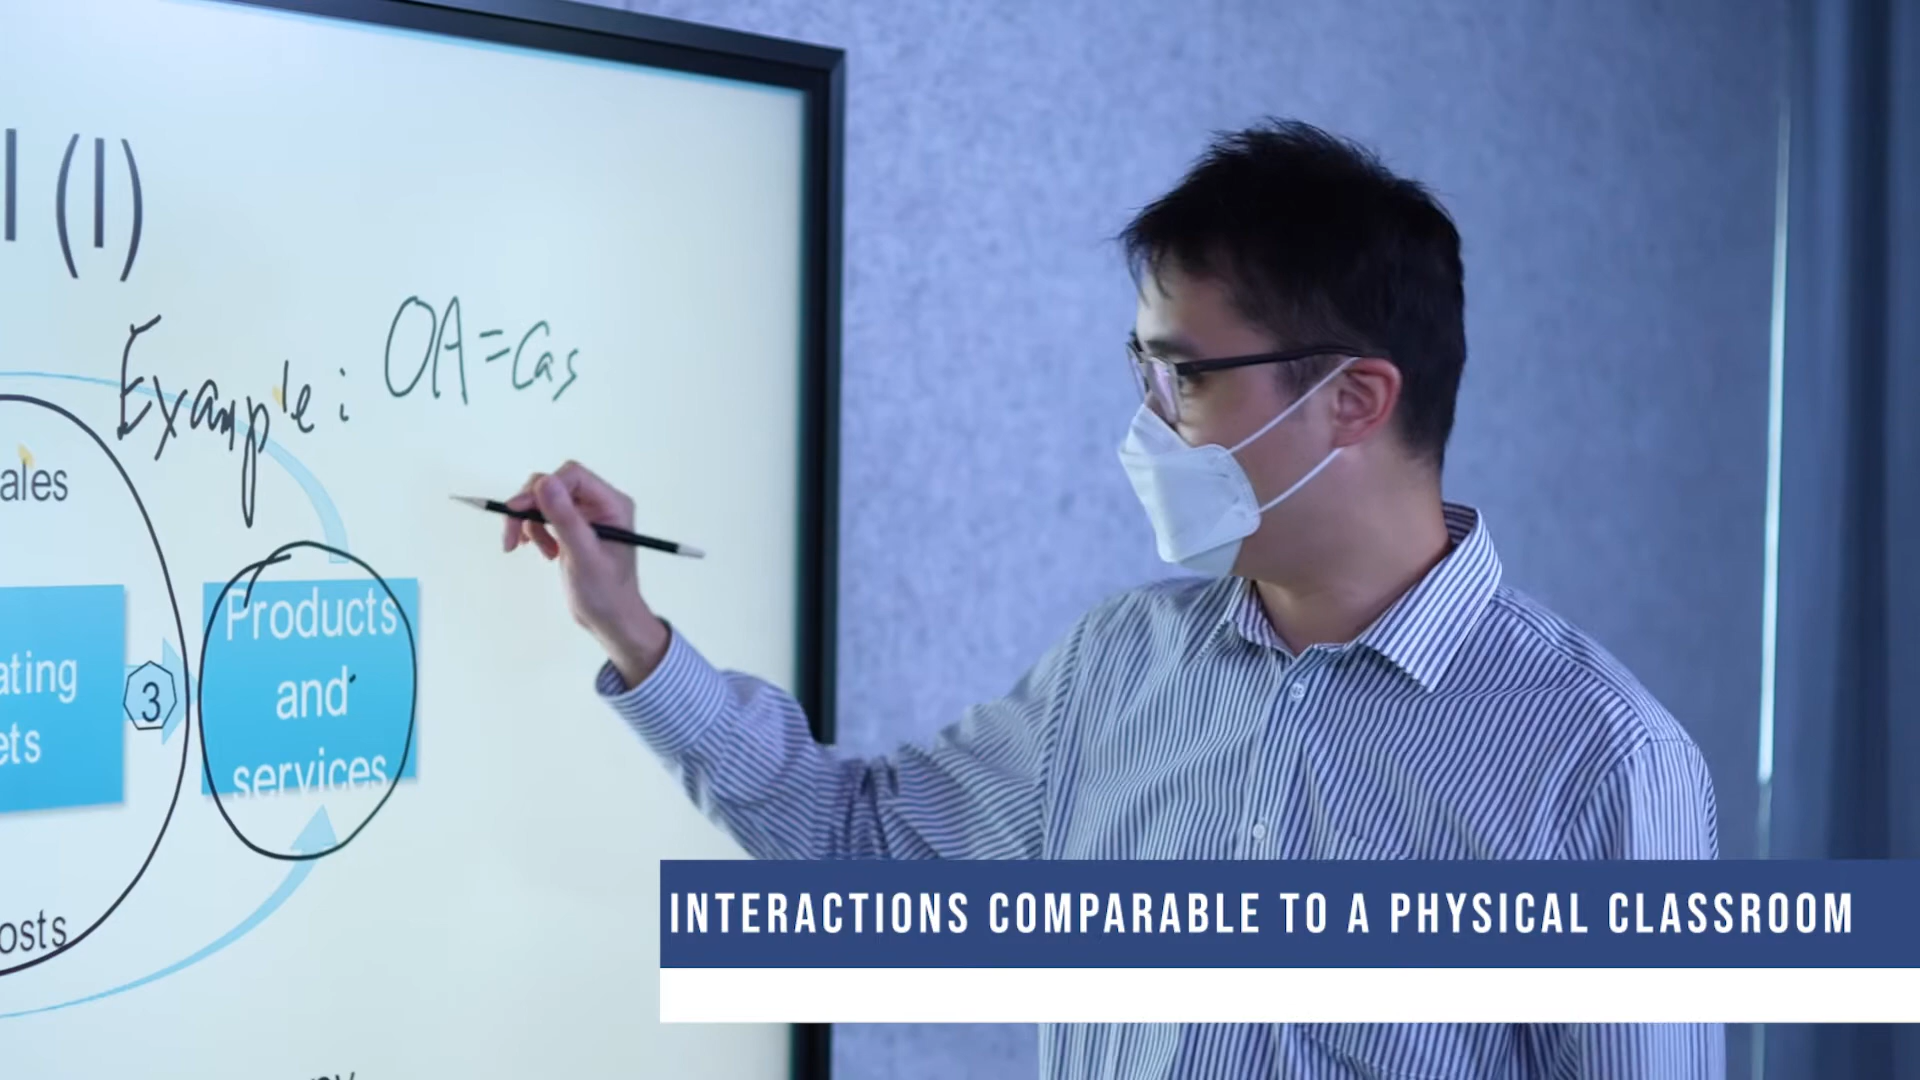 l (I)
Example: OA=Cas
ales
Products
and
services
ating
ets
3
osts
INTERACTIONS COMPARABLE TO A PHYSICAL CLASSROOM